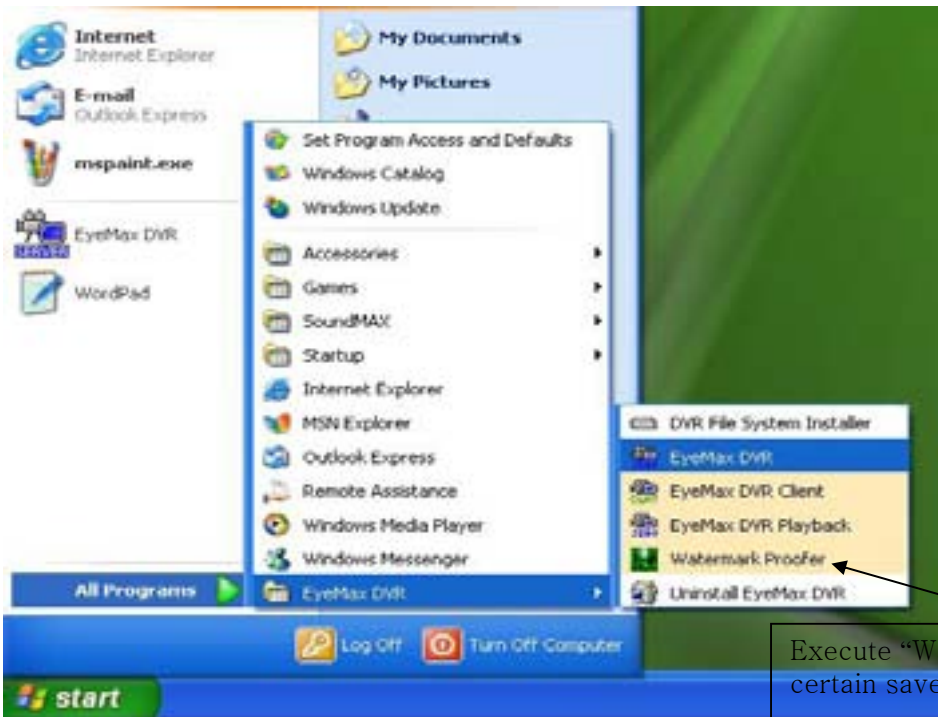 Internet
Internet Explorer
E-mail
Outlook Express
mspaint.exe
EyeMax DVR
SERVER
WordPad
All Programs
My Documents
My Pictures
Set Program Access and Defaults
Windows Catalog
Windows Update
Accessories
Games
SoundMAX
Startup
Internet Explorer
MSN Explorer
Outlook Express
Remote Assistance
Windows Media Player
Windows Messenger
EyeMax DVR
DVR File System Installer
EyeMax DVR
EyeMax DVR Client
EyeMax DVR Playback
Watermark Proofer
Uninstall EyeMax DVR
Log Off
Turn Off Computer
Execute “W
certain save
start